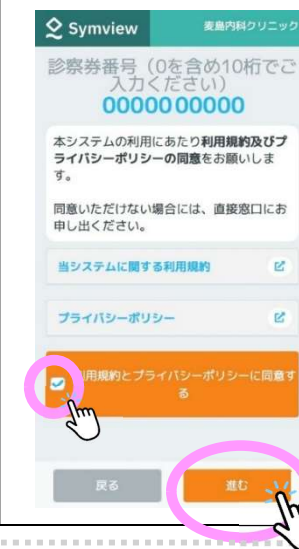 Symview
麦島内科クリニック
診察券番号（0を含め10桁でご
入力ください）
0000000000
本システムの利用にあたり利用規約及びプ
ライバシーポリシーの同意をお願いしま
す。
同意いただけない場合には、直接窓口にお
申し出ください。
当システムに関する利用規約
プライバシーポリシー
利用規約とプライバシーポリシーに同意す
る
戻る
進む